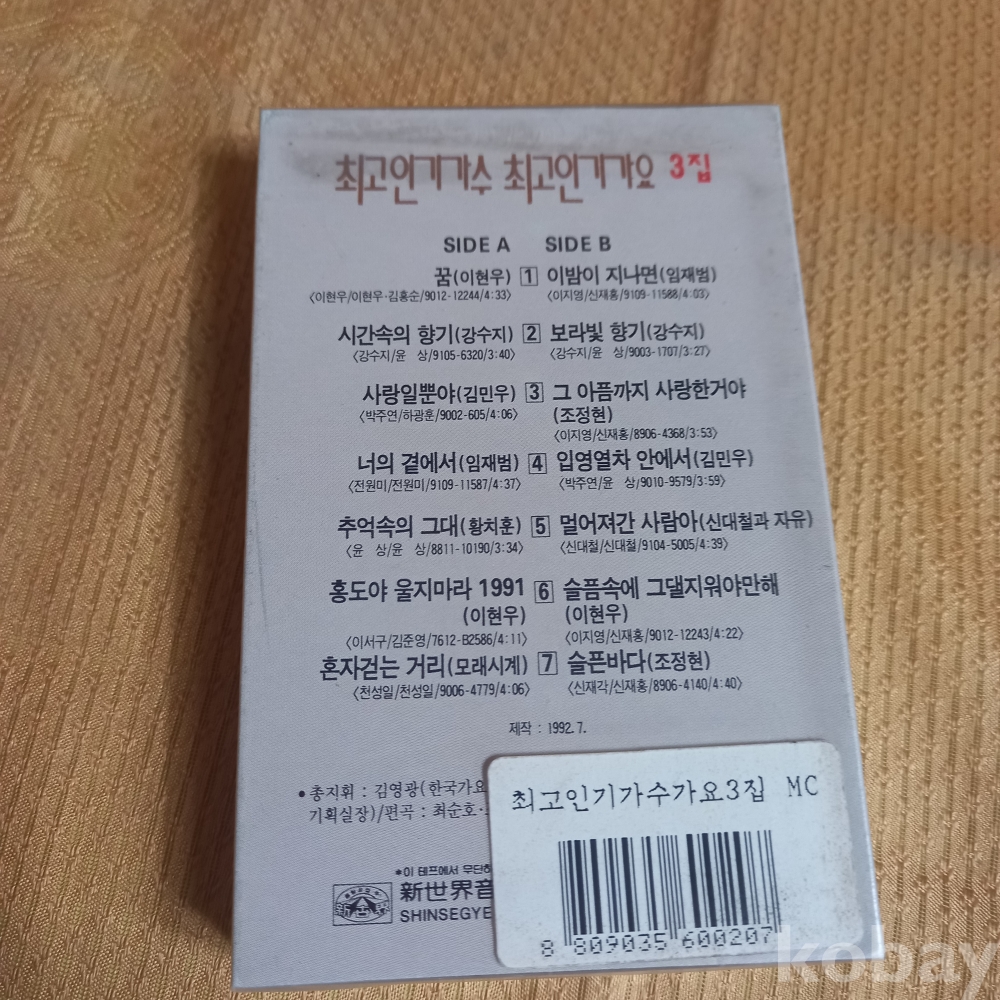 최고인기가수 최고인기가요 3집
SIDE A SIDE B
꿈(이현우) 1 이밤이 지나면(임재범)
〈이현우/이현우·김홍순/9012-12244/4:33〉 〈이지영/신재홍/9109-11588/4:03〉
시간속의 향기(강수지) 2 보라빛 향기(강수지)
〈강수지/윤 상/9105-6320/3:40〉 〈강수지/윤 상/9003-1707/3:27〉
사랑일뿐야(김민우) 3 그 아픔까지 사랑한거야
〈박주연/하광훈/9002-605/4:06〉 (조정현)
〈이지영/신재홍/8906-4368/3:53〉
너의 곁에서(임재범) 4 입영열차 안에서(김민우)
〈전원미/전원미/9109-11587/4:37〉 〈박주연/윤 상/9010-9579/3:59〉
추억속의 그대(황치훈) 5 멀어져간 사람아(신대철과 자유)
〈윤 상/윤 상/8811-10190/3:34〉 〈신대철/신대철/9104-5005/4:39〉
홍도야 울지마라 1991 6 슬픔속에 그댈지워야만해
(이현우) (이현우)
〈이서구/김준영/7612-B2586/4:11〉 〈이지영/신재홍/9012-12243/4:22〉
혼자걷는 거리(모래시계) 7 슬픈바다(조정현)
〈천성일/천성일/9006-4779/4:06〉 〈신재각/신재홍/8906-4140/4:40〉
제작 : 1992.7.
•총지휘 : 김영광(한국가요
기획실장)/편곡 : 최순호·
최고인기가수가요3집 MC
*이 테프에서 무단히
新世界音
SHINSEGYE
8 809035 600207
kobay